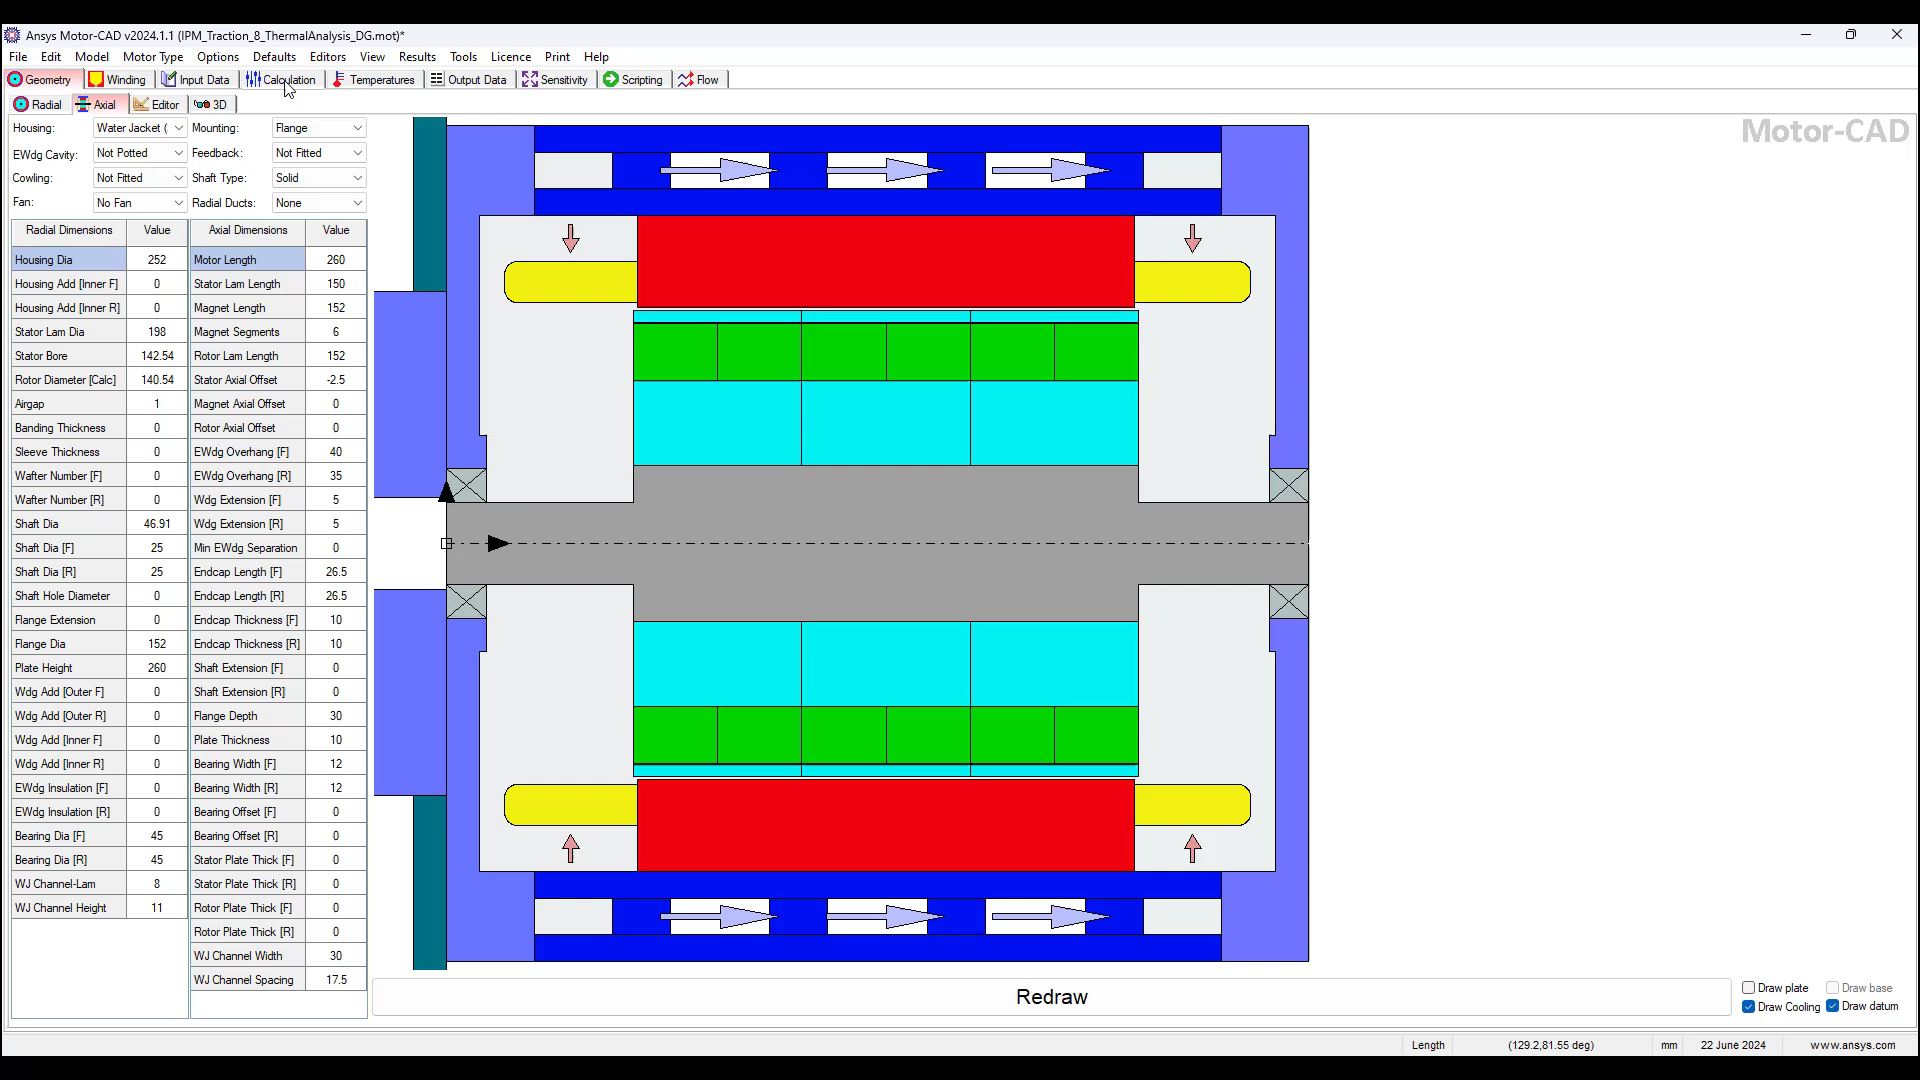 Ansys Motor-CAD v2024.1.1 (IPM_Traction_8_ThermalAnalysis_DG.mot)*
File Edit Model Motor Type Options Defaults Editors View Results Tools Licence Print Help
Geometry Winding Input Data Calculation Temperatures Output Data Sensitivity Scripting Flow
Radial Axial Editor 3D
Housing: Water Jacket ( Mounting: Flange
EWdg Cavity: Not Potted Feedback: Not Fitted
Cowling: Not Fitted Shaft Type: Solid
Fan: No Fan Radial Ducts: None
Motor-CAD
Radial Dimensions Value Axial Dimensions Value
Housing Dia 252 Motor Length 260
Housing Add [Inner F] 0 Stator Lam Length 150
Housing Add [Inner R] 0 Magnet Length 152
Stator Lam Dia 198 Magnet Segments 6
Stator Bore 142.54 Rotor Lam Length 152
Rotor Diameter [Calc] 140.54 Stator Axial Offset -2.5
Airgap 1 Magnet Axial Offset 0
Banding Thickness 0 Rotor Axial Offset 0
Sleeve Thickness 0 EWdg Overhang [F] 40
Wafter Number [F] 0 EWdg Overhang [R] 35
Wafter Number [R] 0 Wdg Extension [F] 5
Shaft Dia 46.91 Wdg Extension [R] 5
Shaft Dia [F] 25 Min EWdg Separation 0
Shaft Dia [R] 25 Endcap Length [F] 26.5
Shaft Hole Diameter 0 Endcap Length [R] 26.5
Flange Extension 0 Endcap Thickness [F] 10
Flange Dia 152 Endcap Thickness [R] 10
Plate Height 260 Shaft Extension [F] 0
Wdg Add [Outer F] 0 Shaft Extension [R] 0
Wdg Add [Outer R] 0 Flange Depth 30
Wdg Add [Inner F] 0 Plate Thickness 10
Wdg Add [Inner R] 0 Bearing Width [F] 12
EWdg Insulation [F] 0 Bearing Width [R] 12
EWdg Insulation [R] 0 Bearing Offset [F] 0
Bearing Dia [F] 45 Bearing Offset [R] 0
Bearing Dia [R] 45 Stator Plate Thick [F] 0
WJ Channel-Lam 8 Stator Plate Thick [R] 0
WJ Channel Height 11 Rotor Plate Thick [F] 0
Rotor Plate Thick [R] 0
WJ Channel Width 30
WJ Channel Spacing 17.5
Redraw
Draw plate Draw base
Draw Cooling Draw datum
Length (129.2,81.55 deg) mm 22 June 2024 www.ansys.com